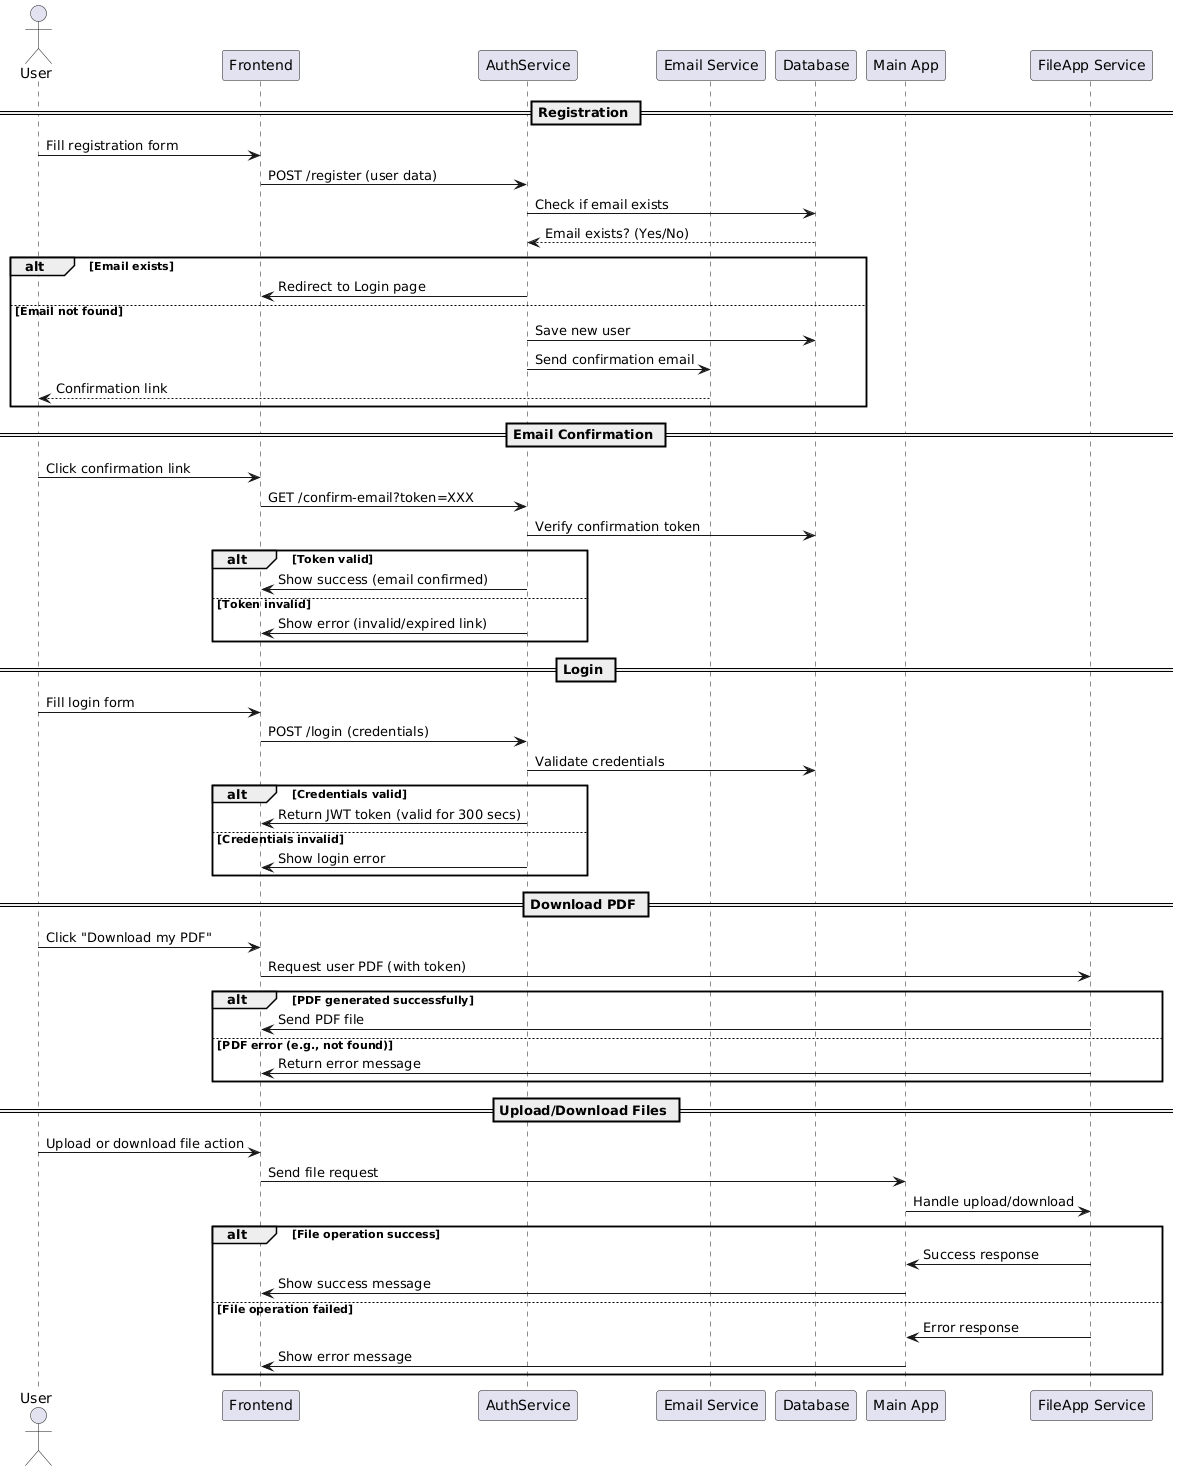 User
Frontend
AuthService
Email Service
Database
Main App
FileApp Service
Registration
Fill registration form
POST /register (user data)
Check if email exists
Email exists? (Yes/No)
alt
[Email exists]
Redirect to Login page
[Email not found]
Save new user
Send confirmation email
Confirmation link
Email Confirmation
Click confirmation link
GET /confirm-email?token=XXX
Verify confirmation token
alt
[Token valid]
Show success (email confirmed)
[Token invalid]
Show error (invalid/expired link)
Login
Fill login form
POST /login (credentials)
Validate credentials
alt
[Credentials valid]
Return JWT token (valid for 300 secs)
[Credentials invalid]
Show login error
Download PDF
Click "Download my PDF"
Request user PDF (with token)
alt
[PDF generated successfully]
Send PDF file
[PDF error (e.g., not found)]
Return error message
Upload/Download Files
Upload or download file action
Send file request
Handle upload/download
alt
[File operation success]
Success response
Show success message
[File operation failed]
Error response
Show error message
User
Frontend
AuthService
Email Service
Database
Main App
FileApp Service